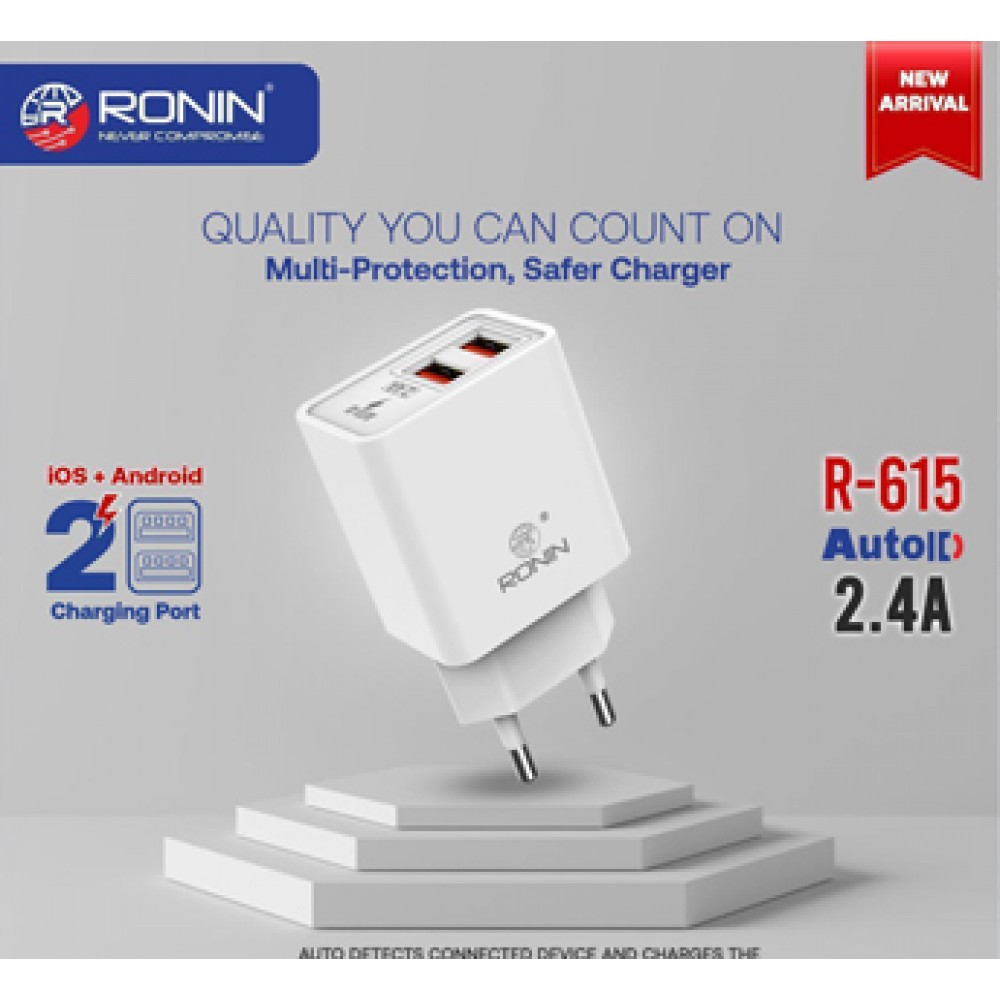 RONIN®
NEVER COMPROMISE
NEW
ARRIVAL
QUALITY YOU CAN COUNT ON
Multi-Protection, Safer Charger
iOS + Android
2
Charging Port
R-615
AutoID
2.4A
RONIN
AUTO DETECTS CONNECTED DEVICE AND CHARGES THE